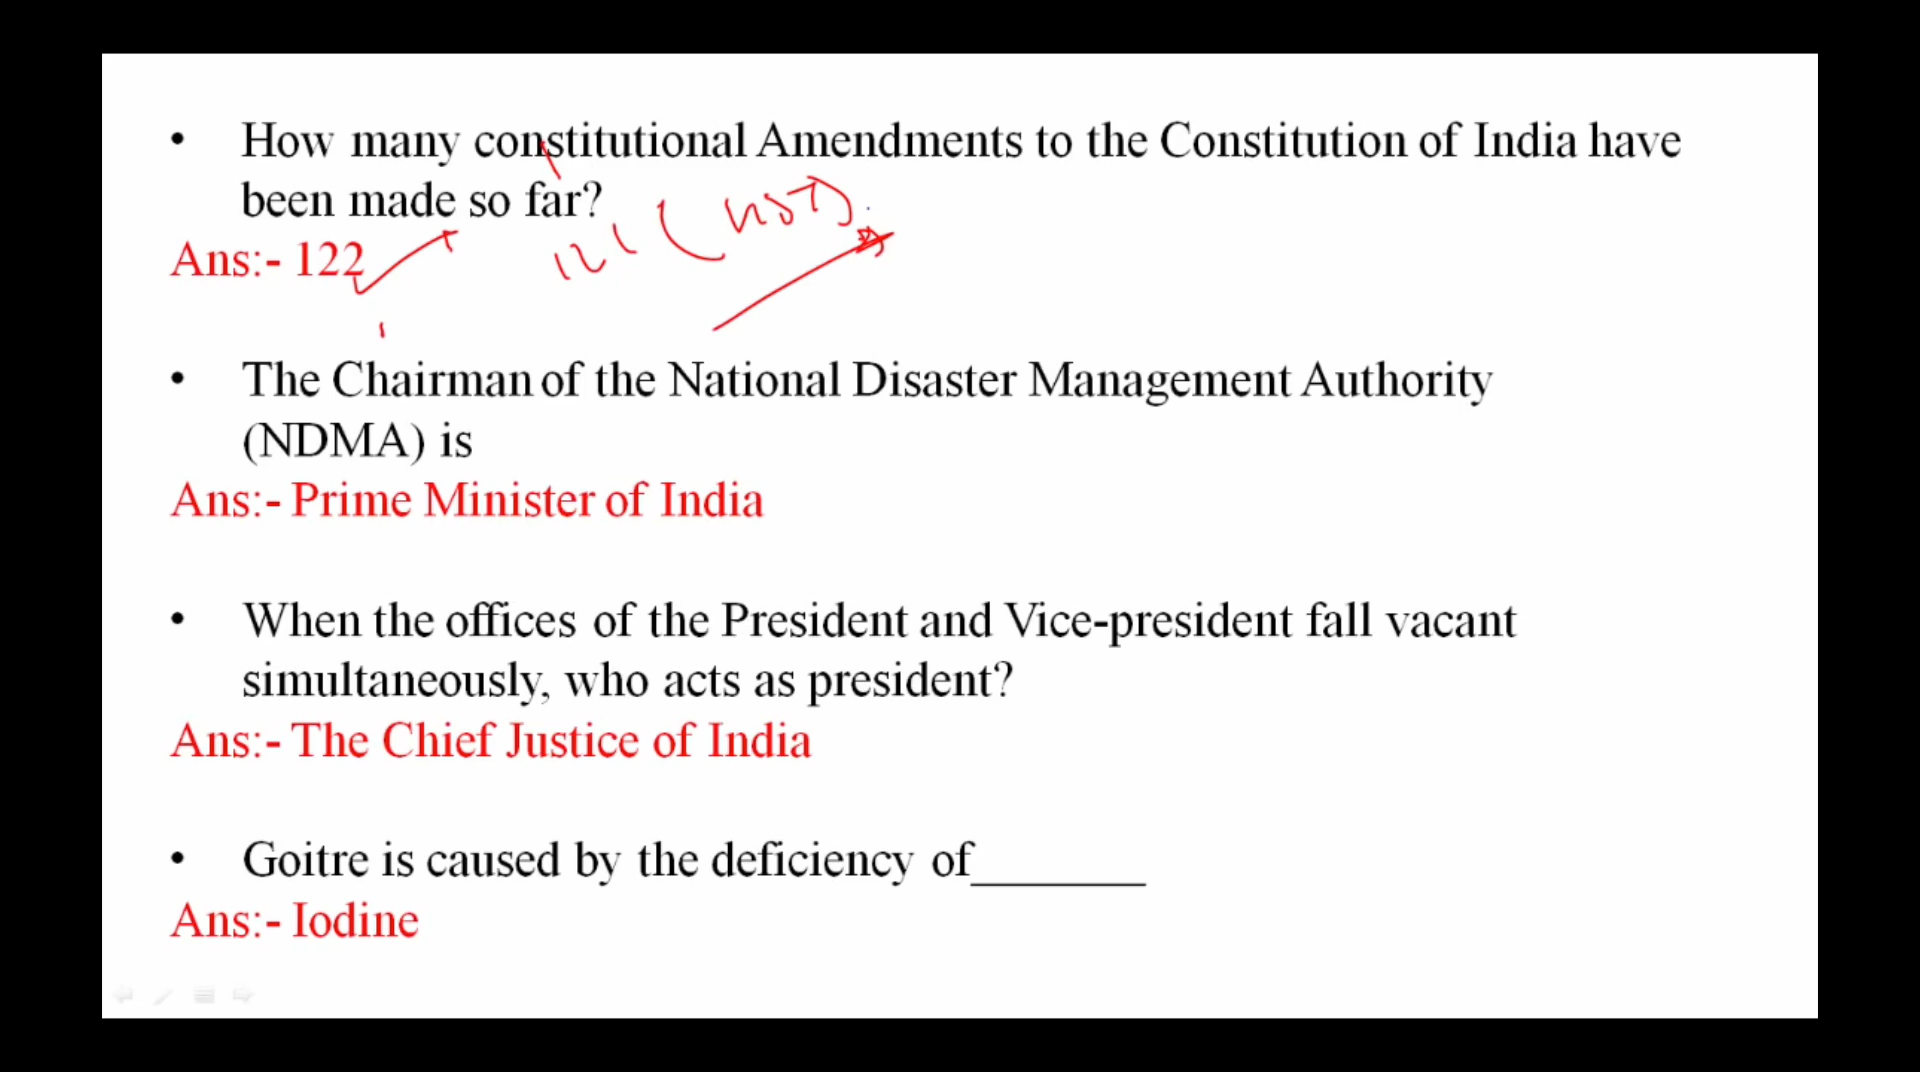 • How many constitutional Amendments to the Constitution of India have
been made so far?
121 (NOT)
Ans:- 122
• The Chairman of the National Disaster Management Authority
(NDMA) is
Ans:- Prime Minister of India
• When the offices of the President and Vice-president fall vacant
simultaneously, who acts as president?
Ans:- The Chief Justice of India
• Goitre is caused by the deficiency of_______
Ans:- Iodine